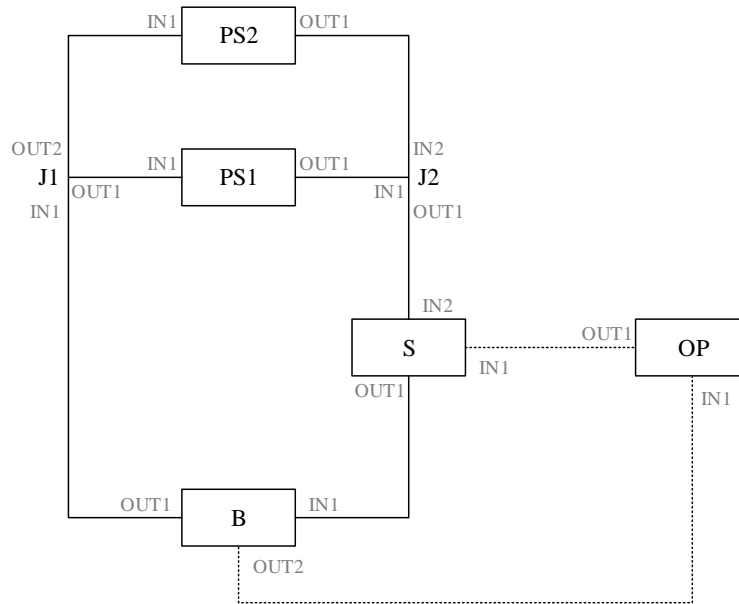 IN1 PS2 OUT1
OUT2 IN1 PS1 OUT1 IN2
J1 OUT1 IN1 J2
IN1 OUT1
IN2
S OUT1 OP
OUT1 IN1 IN1
OUT1 B IN1
OUT2